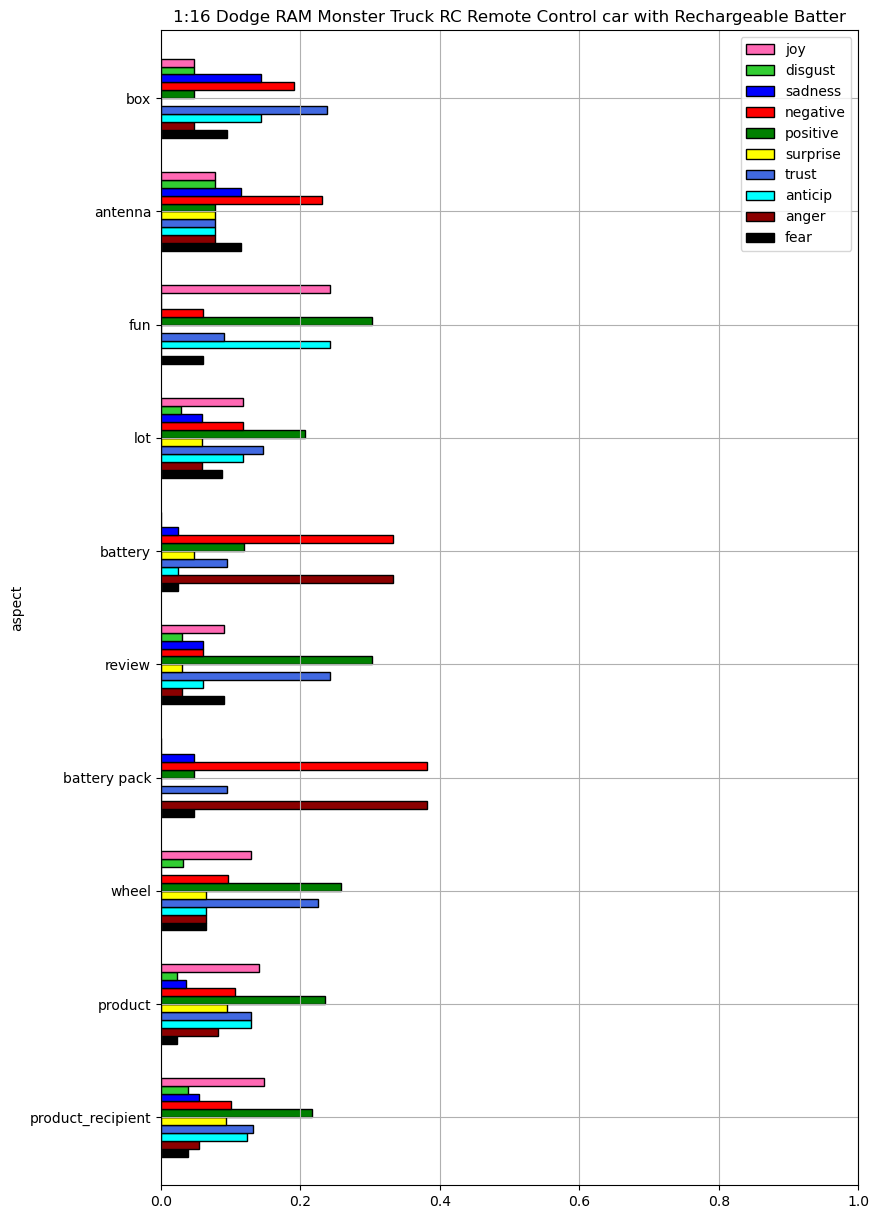 1:16 Dodge RAM Monster Truck RC Remote Control car with Rechargeable Batter
joy
disgust
sadness
negative
positive
surprise
trust
anticip
anger
fear
box
antenna
fun
lot
battery
review
battery pack
wheel
product
product_recipient
aspect
0.0 0.2 0.4 0.6 0.8 1.0